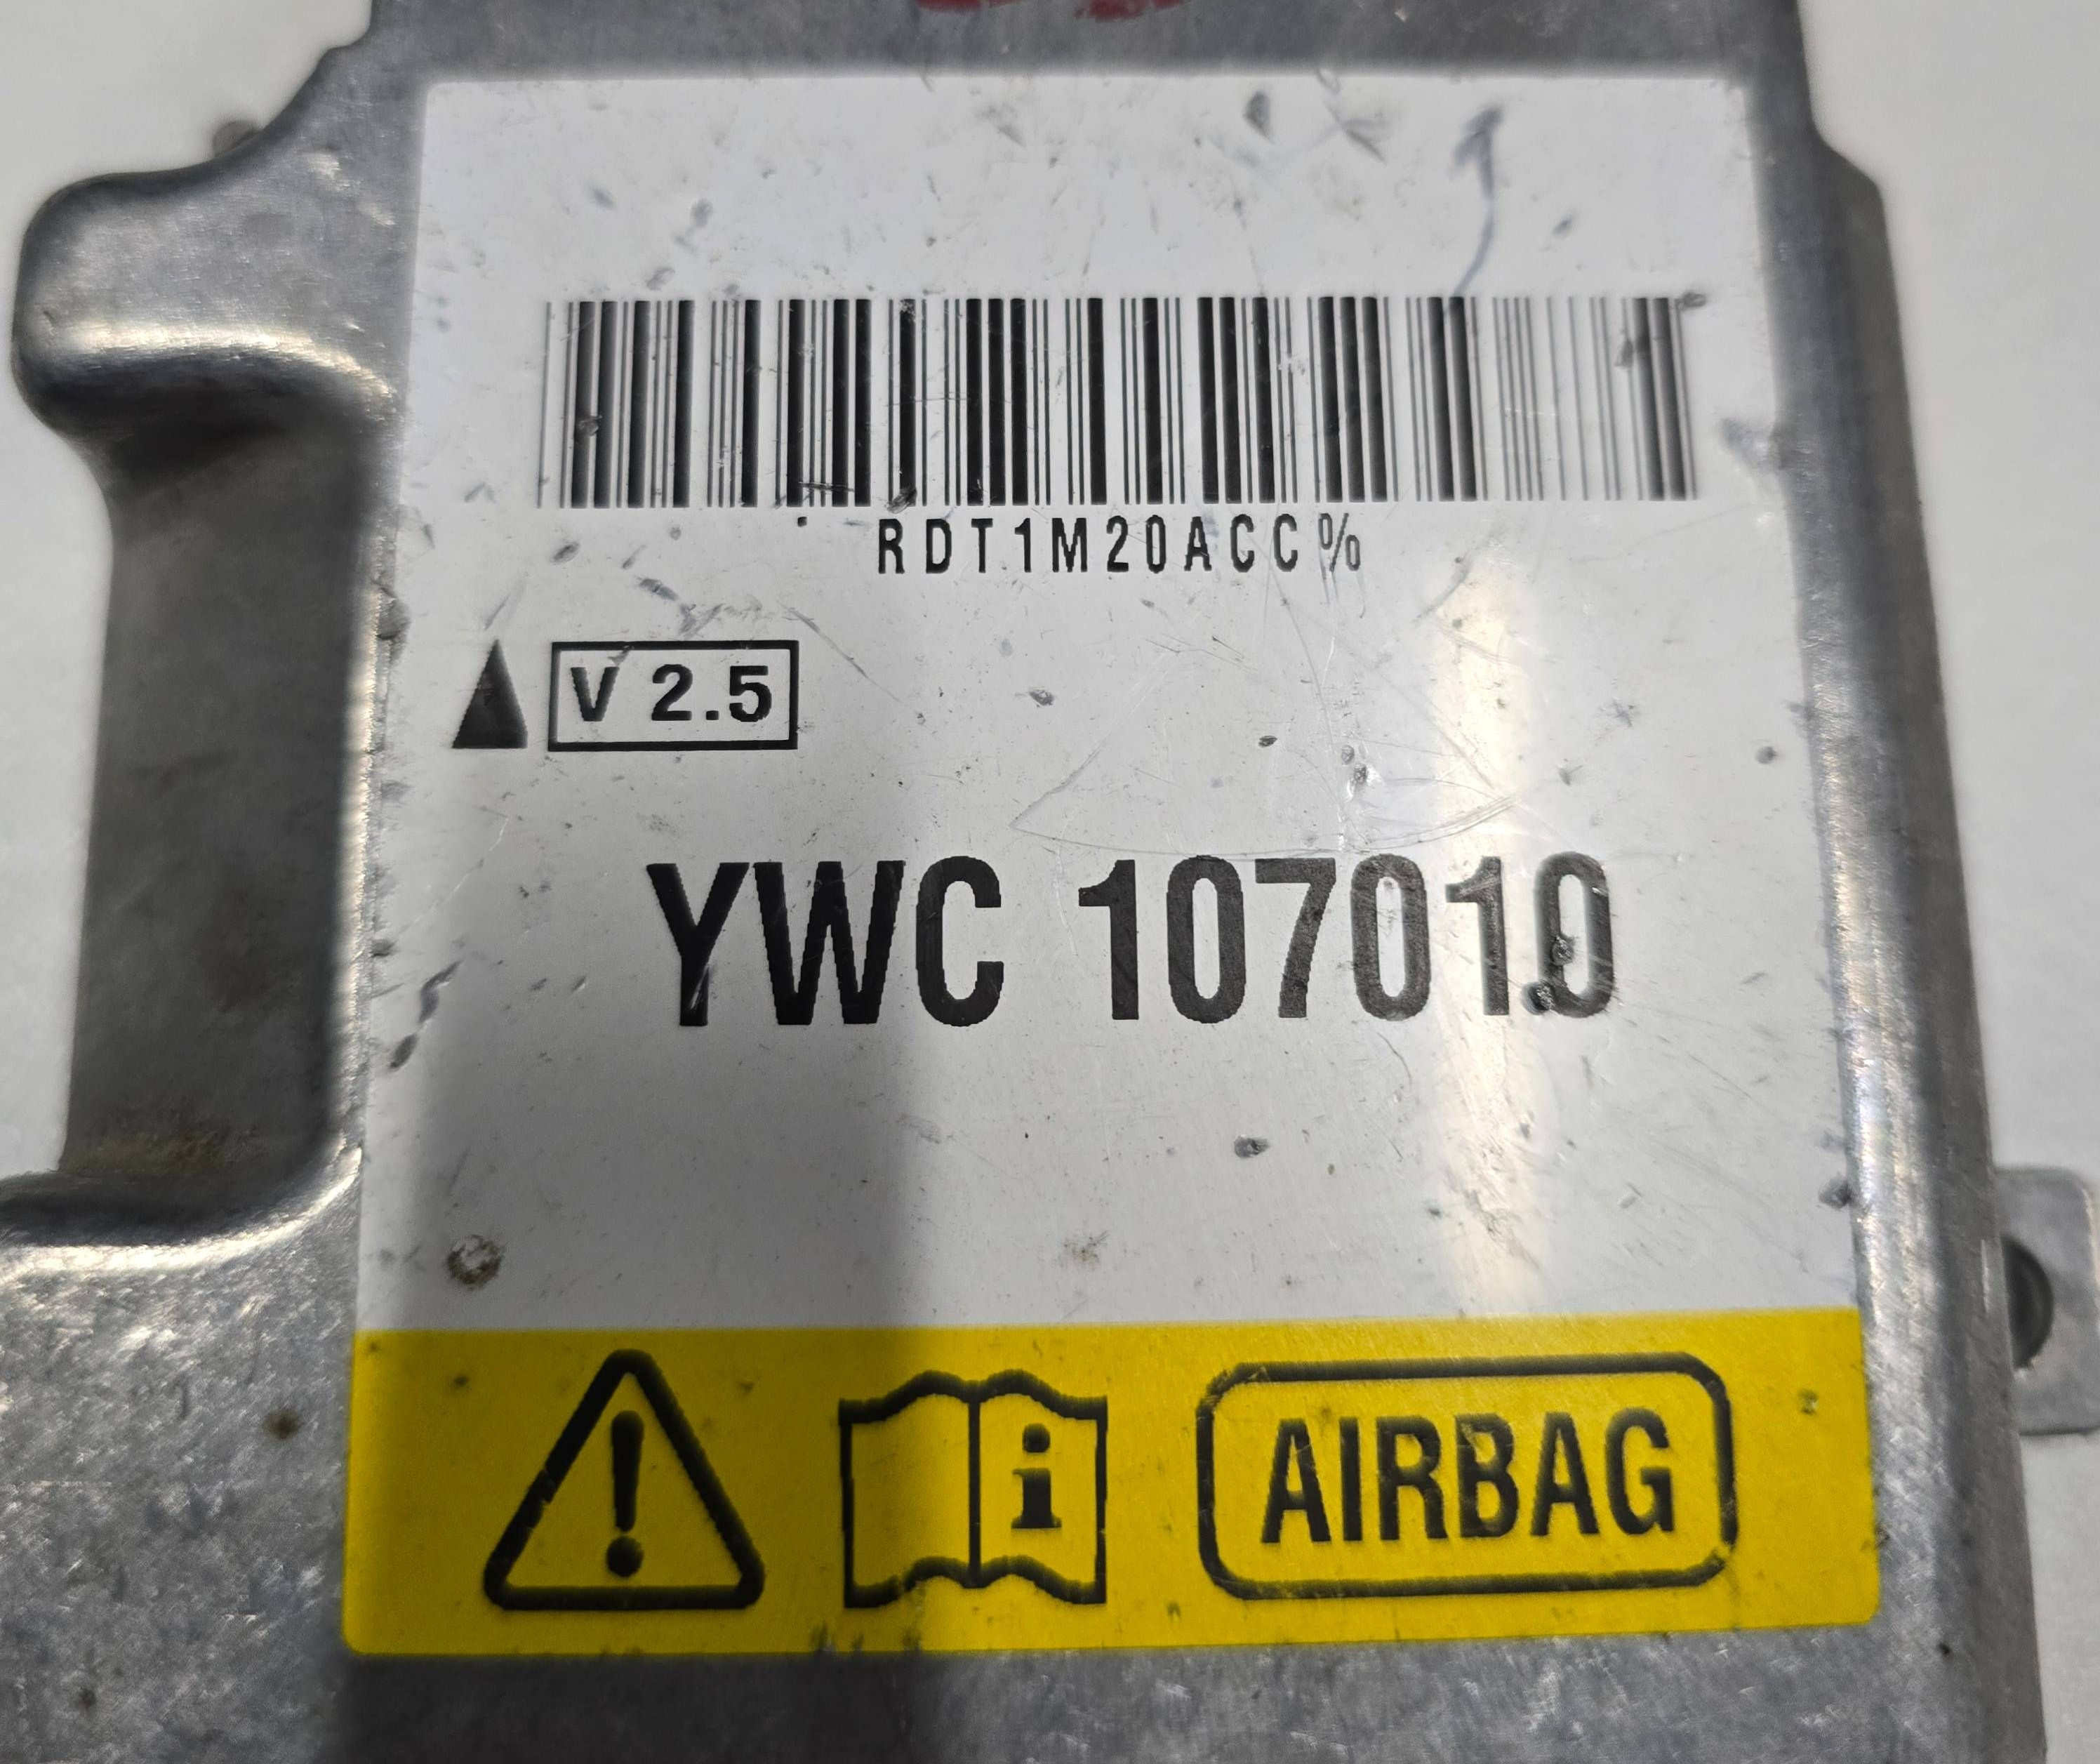 RDT1M20ACC%
V 2.5
YWC 107010
i
AIRBAG